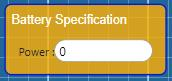 Battery Specification
Power : 0